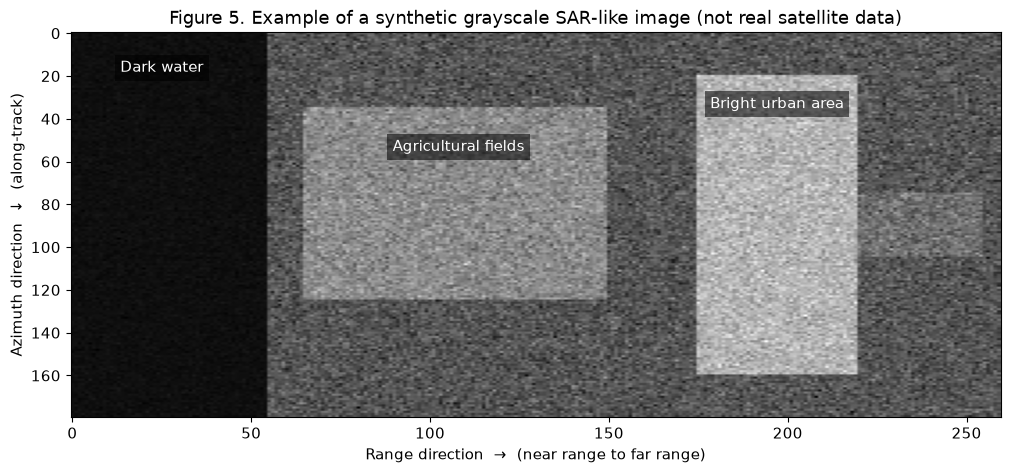 Figure 5. Example of a synthetic grayscale SAR-like image (not real satellite data)
0
20
40
60
80
100
120
140
160
Azimuth direction ↓ (along-track)
Dark water
Agricultural fields
Bright urban area
0 50 100 150 200 250
Range direction → (near range to far range)